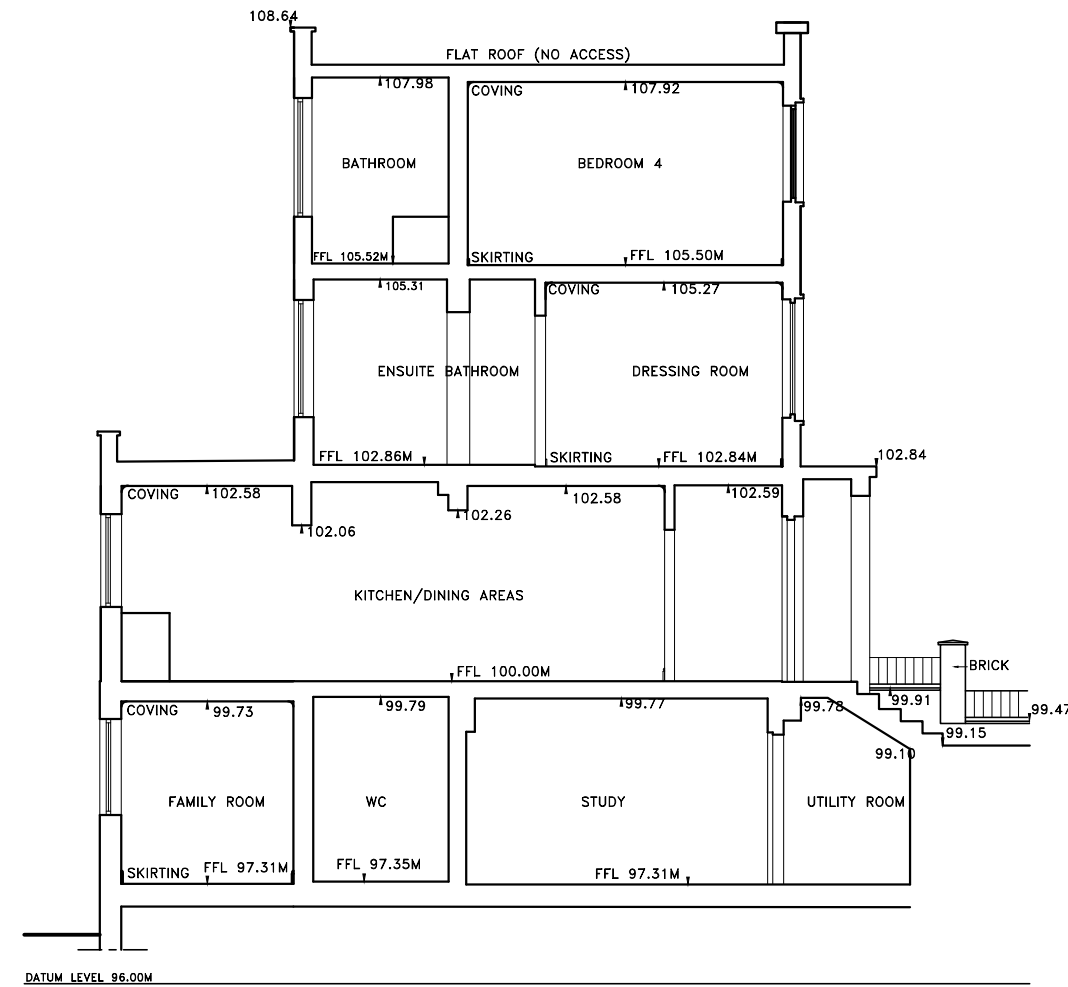 108.64
FLAT ROOF (NO ACCESS)
107.98
COVING
107.92
BATHROOM
BEDROOM 4
FFL 105.52M
SKIRTING
FFL 105.50M
105.31
COVING
105.27
ENSUITE BATHROOM
DRESSING ROOM
FFL 102.86M
SKIRTING
FFL 102.84M
102.84
COVING
102.58
102.58
102.59
102.06
102.26
KITCHEN/DINING AREAS
FFL 100.00M
BRICK
COVING
99.73
99.79
99.77
99.78
99.91
99.47
99.15
99.10
FAMILY ROOM
WC
STUDY
UTILITY ROOM
SKIRTING
FFL 97.31M
FFL 97.35M
FFL 97.31M
DATUM LEVEL 96.00M